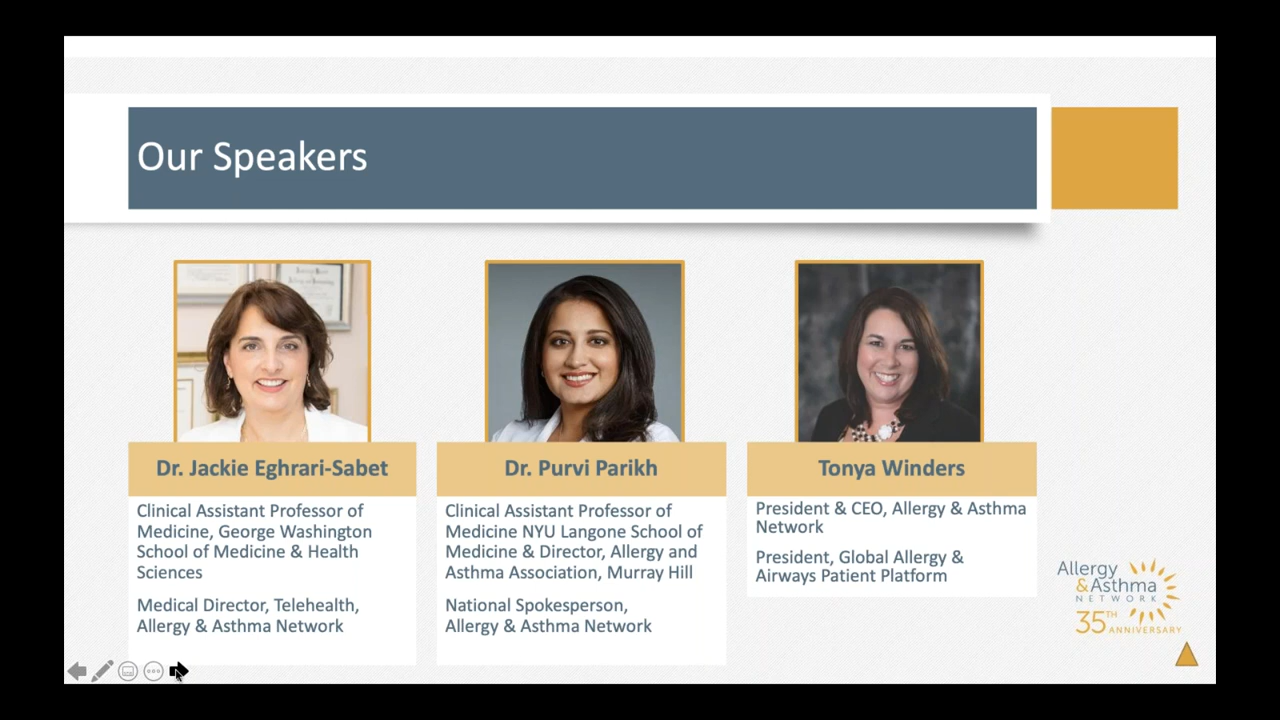 Our Speakers
Dr. Jackie Eghrari-Sabet
Clinical Assistant Professor of
Medicine, George Washington
School of Medicine & Health
Sciences
Medical Director, Telehealth,
Allergy & Asthma Network
Dr. Purvi Parikh
Clinical Assistant Professor of
Medicine NYU Langone School of
Medicine & Director, Allergy and
Asthma Association, Murray Hill
National Spokesperson,
Allergy & Asthma Network
Tonya Winders
President & CEO, Allergy & Asthma
Network
President, Global Allergy &
Airways Patient Platform
Allergy
&Asthma
NETWORK
35TH ANNIVERSARY